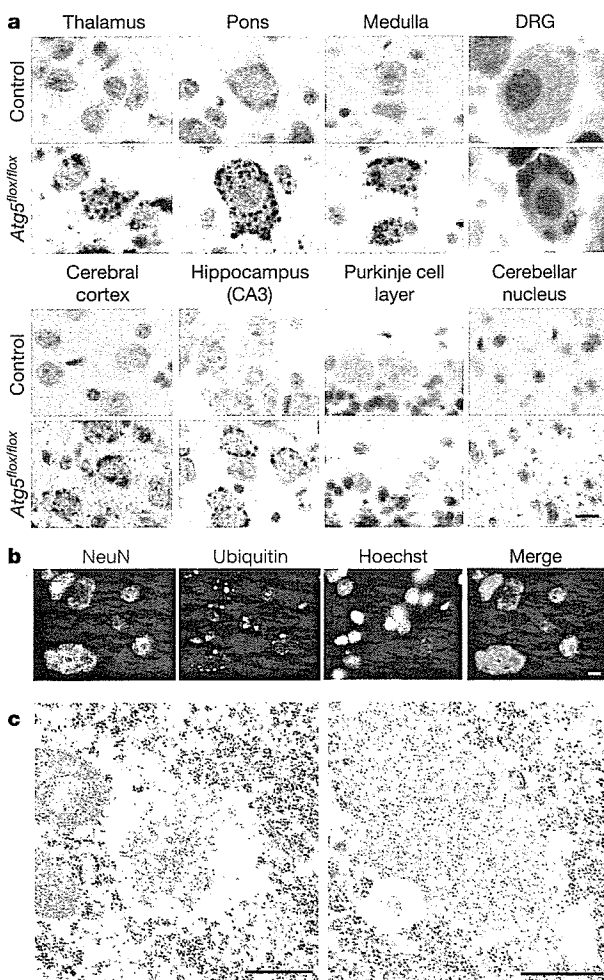 a
Thalamus Pons Medulla DRG
Control
Atg5flox/flox
Cerebral cortex Hippocampus (CA3) Purkinje cell layer Cerebellar nucleus
Control
Atg5flox/flox
b
NeuN Ubiquitin Hoechst Merge
c